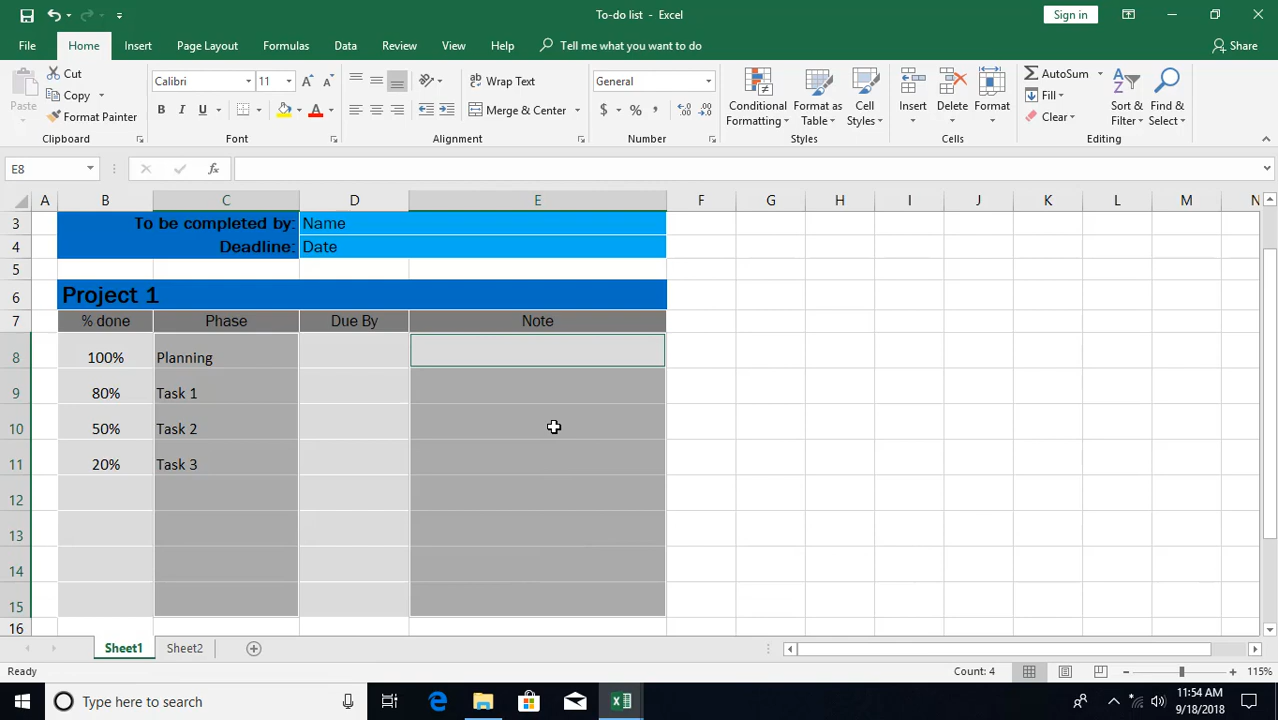 To-do list - Excel
Sign in
File Home Insert Page Layout Formulas Data Review View Help Tell me what you want to do Share
Paste
Cut
Copy
Format Painter
Clipboard
Calibri 11
B I U
A
Font
Wrap Text
Merge & Center
Alignment
General
$ % , .0 .00
Number
Conditional Formatting
Format as Table
Cell Styles
Styles
Insert Delete Format
Cells
AutoSum
Fill
Clear
Sort & Filter
Find & Select
Editing
E8 fx
A B C D E F G H I J K L M N
3 To be completed by: Name
4 Deadline: Date
5
6 Project 1
7 % done Phase Due By Note
8 100% Planning
9 80% Task 1
10 50% Task 2
11 20% Task 3
12
13
14
15
16
Sheet1 Sheet2
Ready Count: 4 115%
Type here to search
11:54 AM
9/18/2018